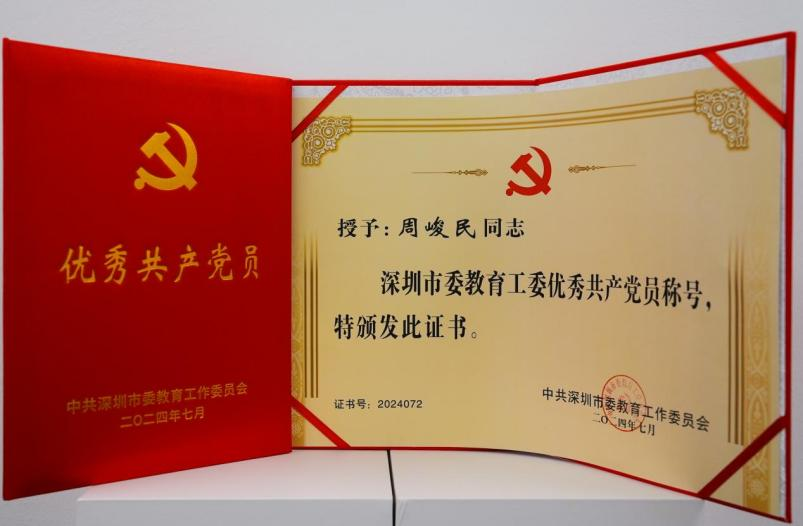 优秀共产党员
中共深圳市委教育工作委员会
二〇二四年七月
授予：周峻民同志
深圳市委教育工委优秀共产党员称号，
特颁发此证书。
证书号：2024072
中共深圳市委教育工作委员会
二〇二四年七月